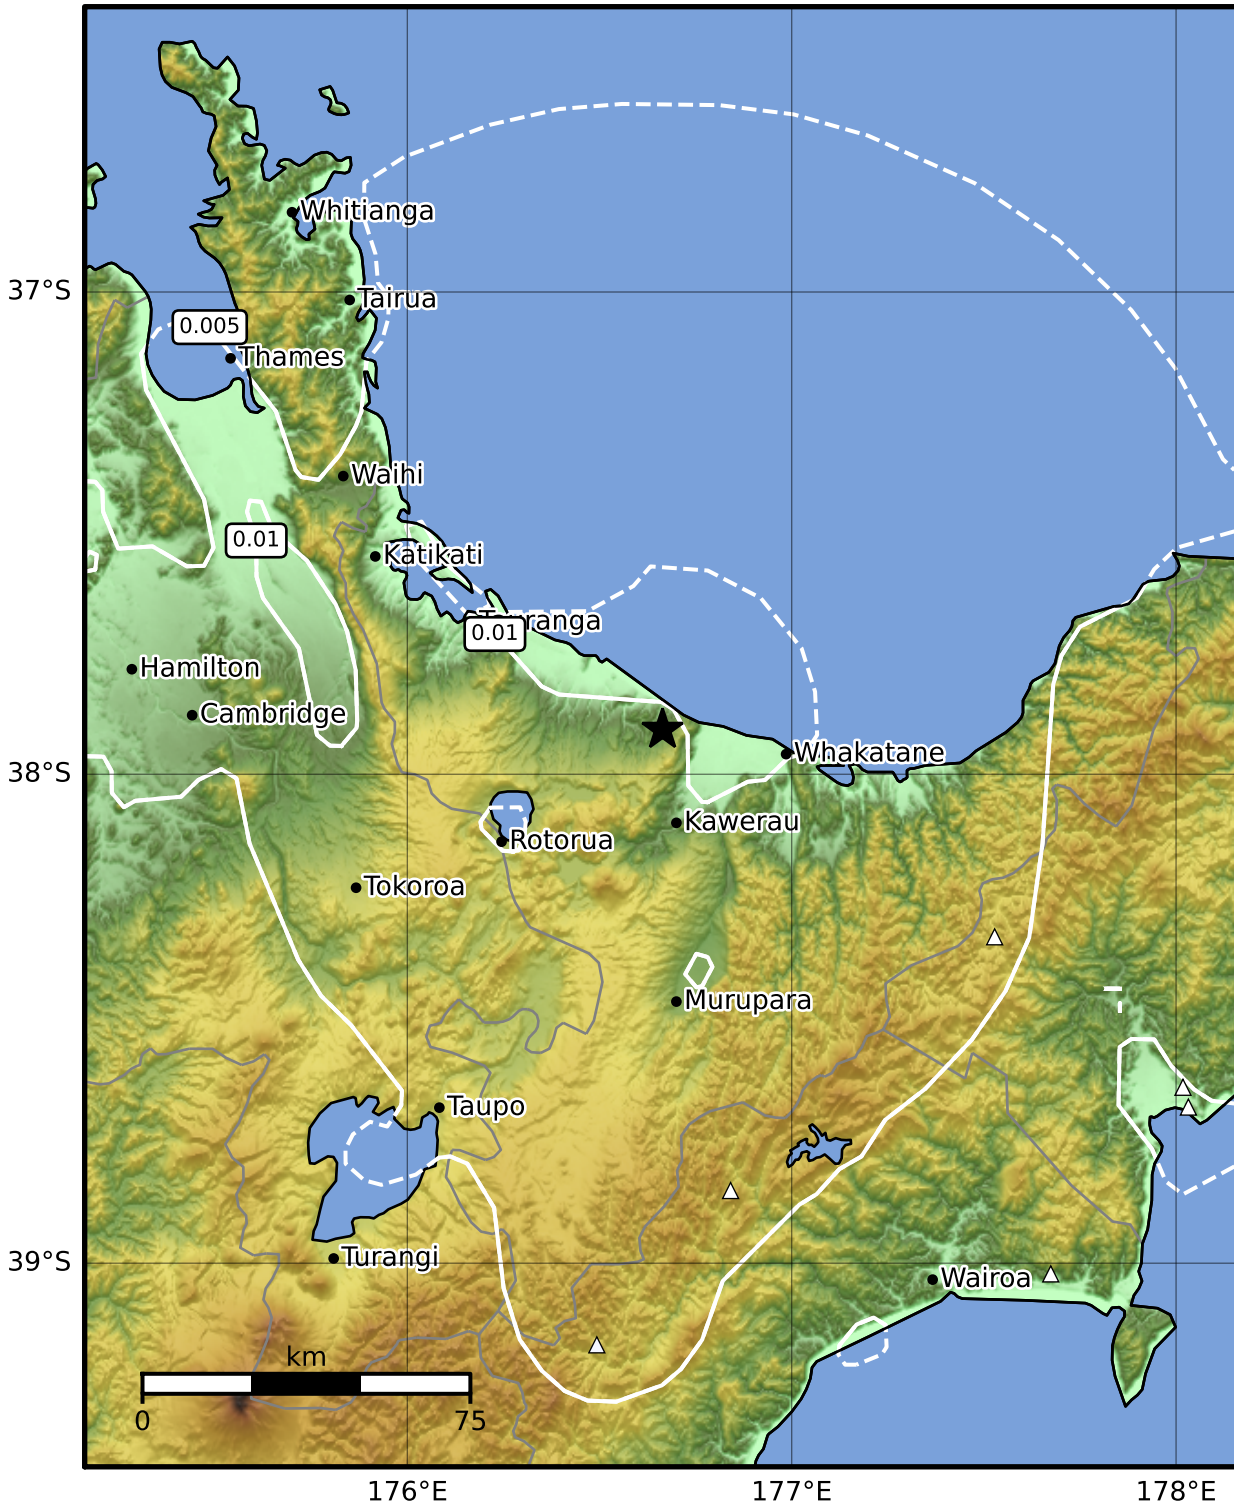 Whitianga
37°S
Tairua
0.005
Thames
Waihi
0.01
Katikati
Tauranga
0.01
Hamilton
Cambridge
Whakatane
38°S
Kawerau
Rotorua
Tokoroa
Murupara
Taupo
Turangi
39°S
Wairoa
km
0
75
176°E
177°E
178°E